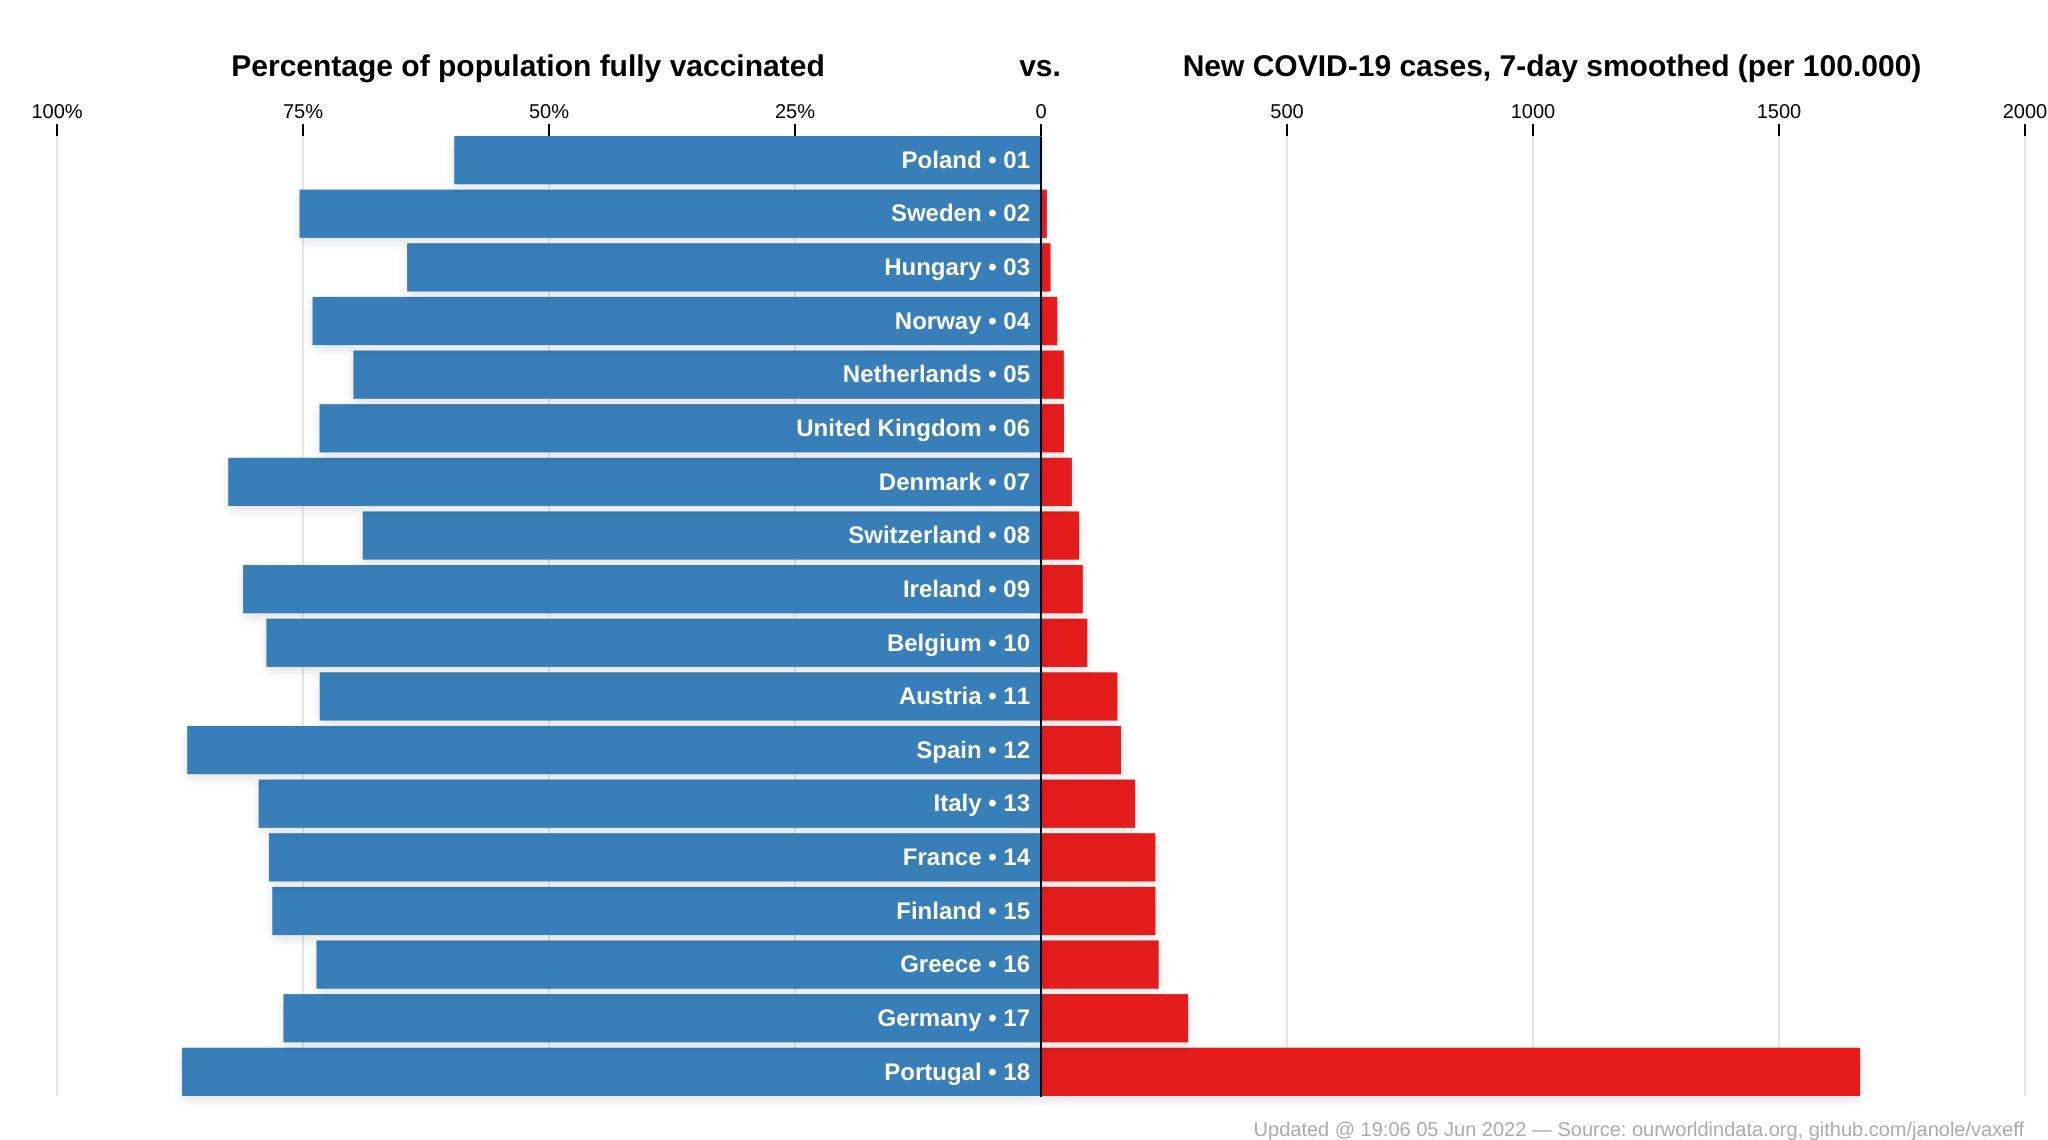 Percentage of population fully vaccinated vs. New COVID-19 cases, 7-day smoothed (per 100.000)
100% 75% 50% 25% 0 500 1000 1500 2000
Poland • 01
Sweden • 02
Hungary • 03
Norway • 04
Netherlands • 05
United Kingdom • 06
Denmark • 07
Switzerland • 08
Ireland • 09
Belgium • 10
Austria • 11
Spain • 12
Italy • 13
France • 14
Finland • 15
Greece • 16
Germany • 17
Portugal • 18
Updated @ 19:06 05 Jun 2022 — Source: ourworldindata.org, github.com/janole/vaxeff